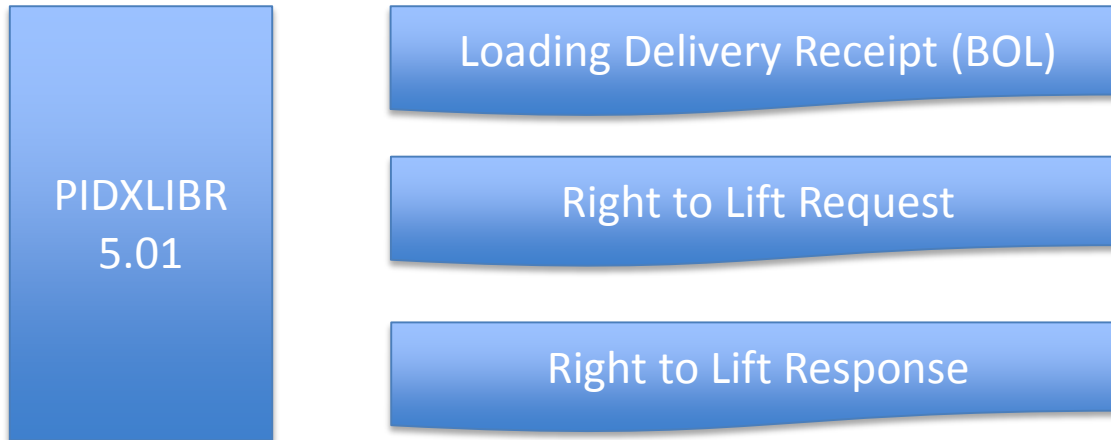 PIDXLIBR
5.01
Loading Delivery Receipt (BOL)
Right to Lift Request
Right to Lift Response